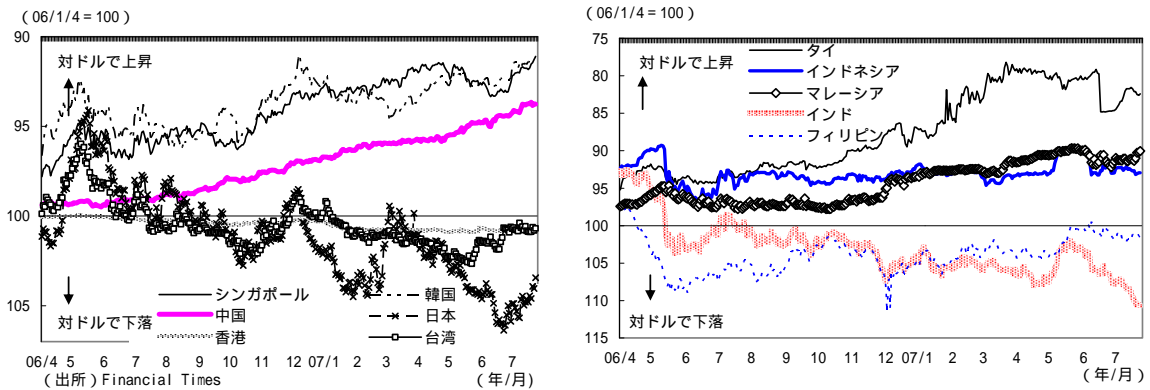 (06/1/4＝100)
90
95
100
105
対ドルで上昇
対ドルで下落
シンガポール
韓国
中国
日本
香港
台湾
06/4 5 6 7 8 9 10 11 12 07/1 2 3 4 5 6 7
(出所) Financial Times
(年/月)
(06/1/4＝100)
75
80
85
90
95
100
105
110
115
対ドルで上昇
タイ
インドネシア
マレーシア
インド
フィリピン
対ドルで下落
06/4 5 6 7 8 9 10 11 12 07/1 2 3 4 5 6 7
(年/月)